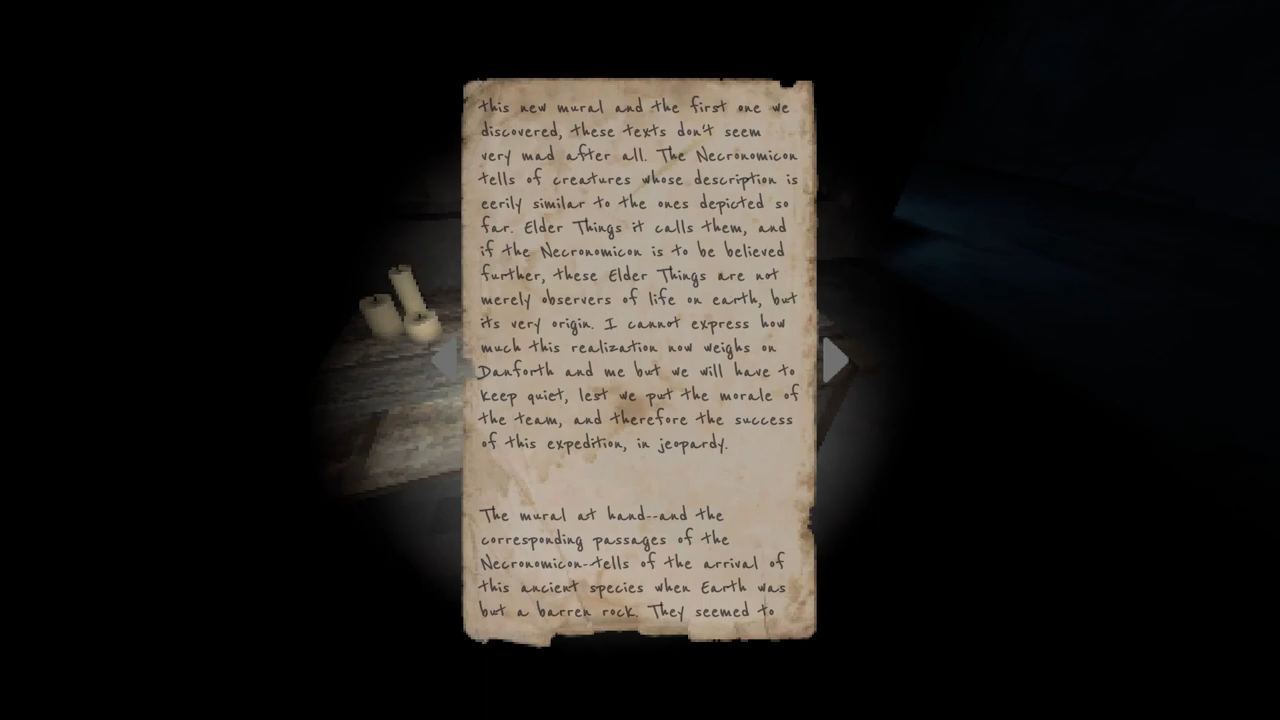 this new mural and the first one we
discovered, these texts don't seem
very mad after all. The Necronomicon
tells of creatures whose description is
eerily similar to the ones depicted so
far. Elder Things it calls them, and
if the Necronomicon is to be believed
further, these Elder Things are not
merely observers of life on earth, but
its very origin. I cannot express how
much this realization now weighs on
Danforth and me but we will have to
keep quiet, lest we put the morale of
the team, and therefore the success
of this expedition, in jeopardy.
The mural at hand--and the
corresponding passages of the
Necronomicon--tells of the arrival of
this ancient species when Earth was
but a barren rock. They seemed to